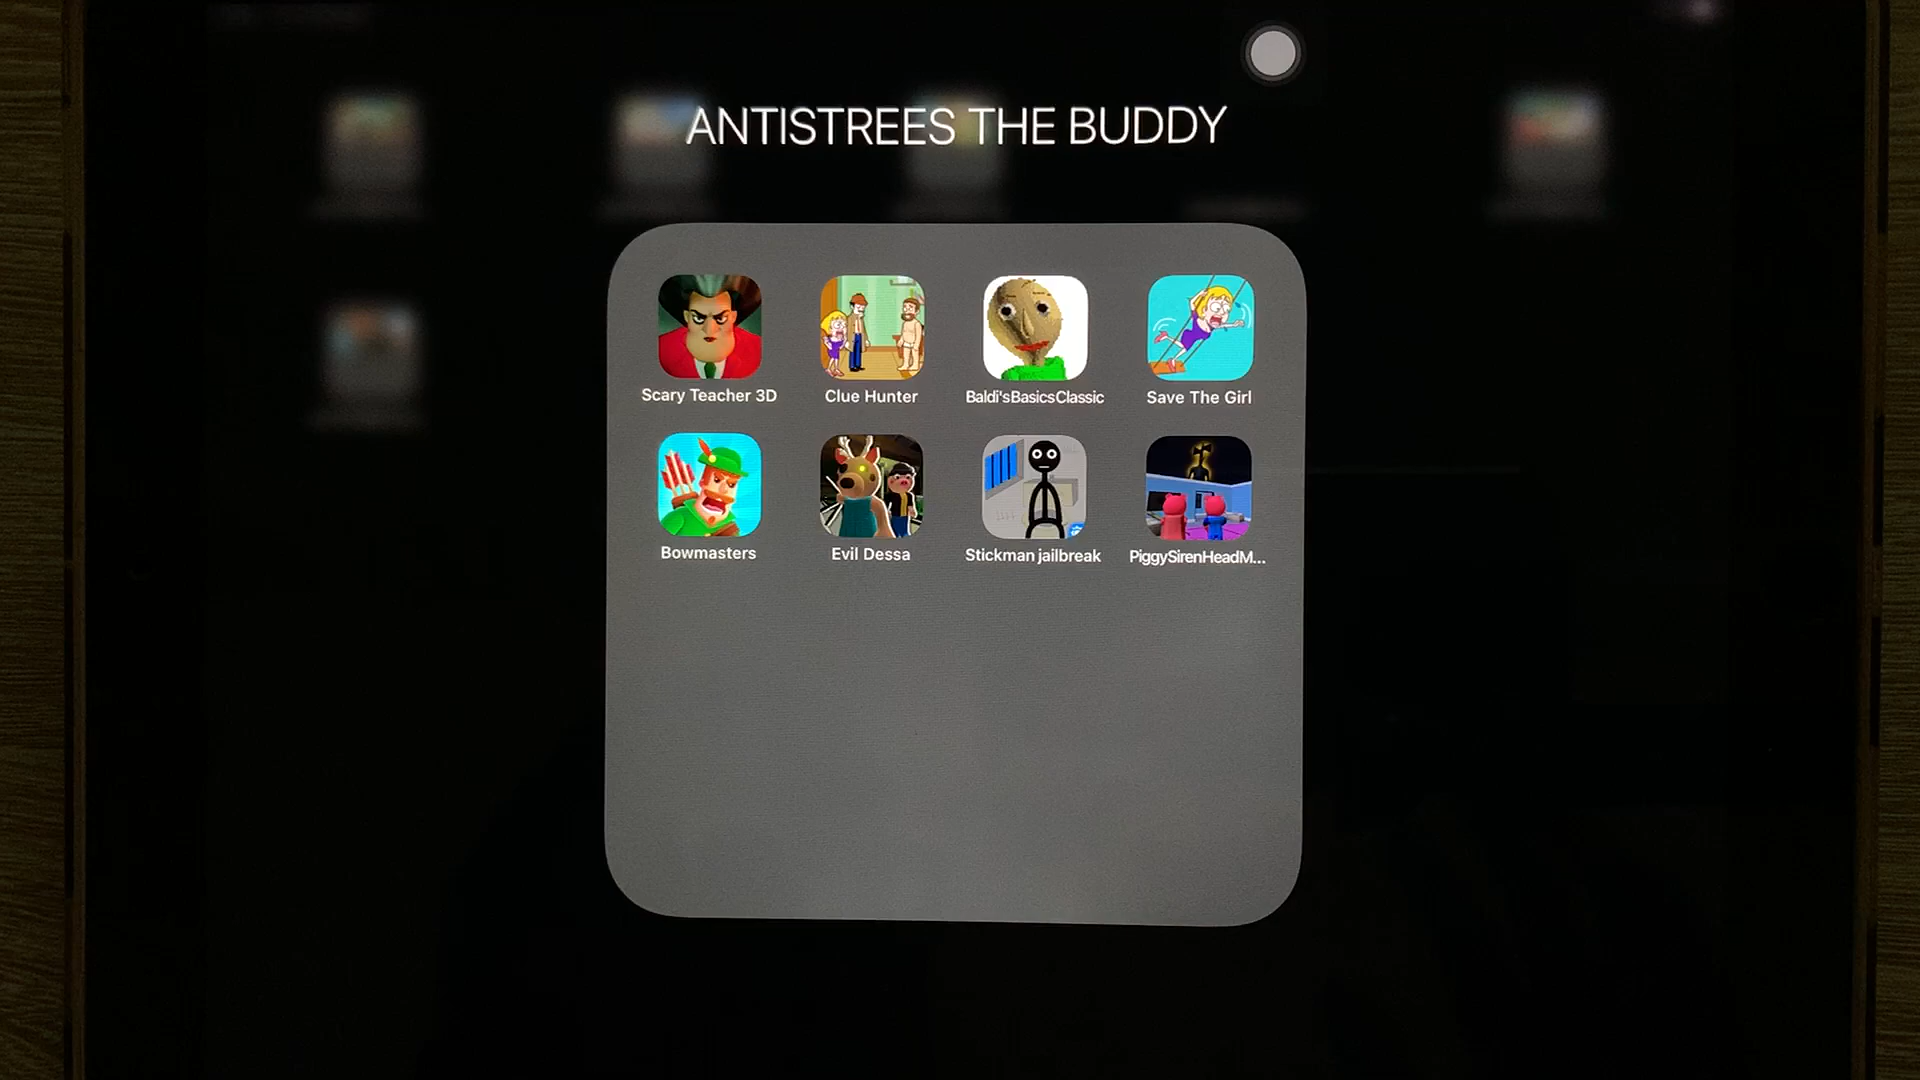 ANTISTREES THE BUDDY
Scary Teacher 3D
Clue Hunter
Baldi'sBasicsClassic
Save The Girl
Bowmasters
Evil Dessa
Stickman jailbreak
PiggySirenHeadM...